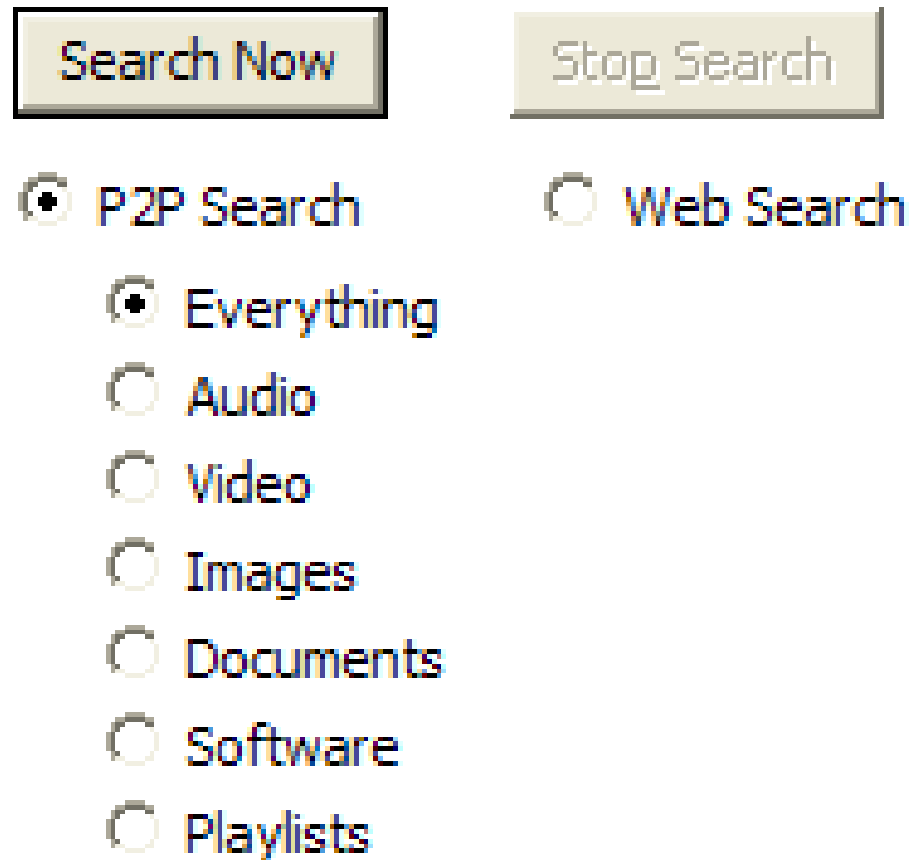 Search Now Stop Search
P2P Search Web Search
Everything
Audio
Video
Images
Documents
Software
Playlists